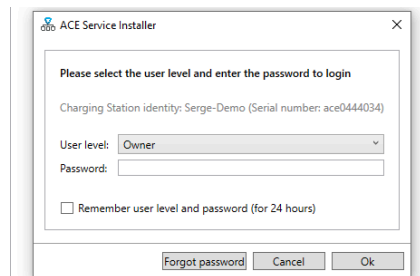 ACE Service Installer
Please select the user level and enter the password to login
Charging Station identity: Serge-Demo (Serial number: ace0444034)
User level: Owner
Password:
Remember user level and password (for 24 hours)
Forgot password Cancel Ok